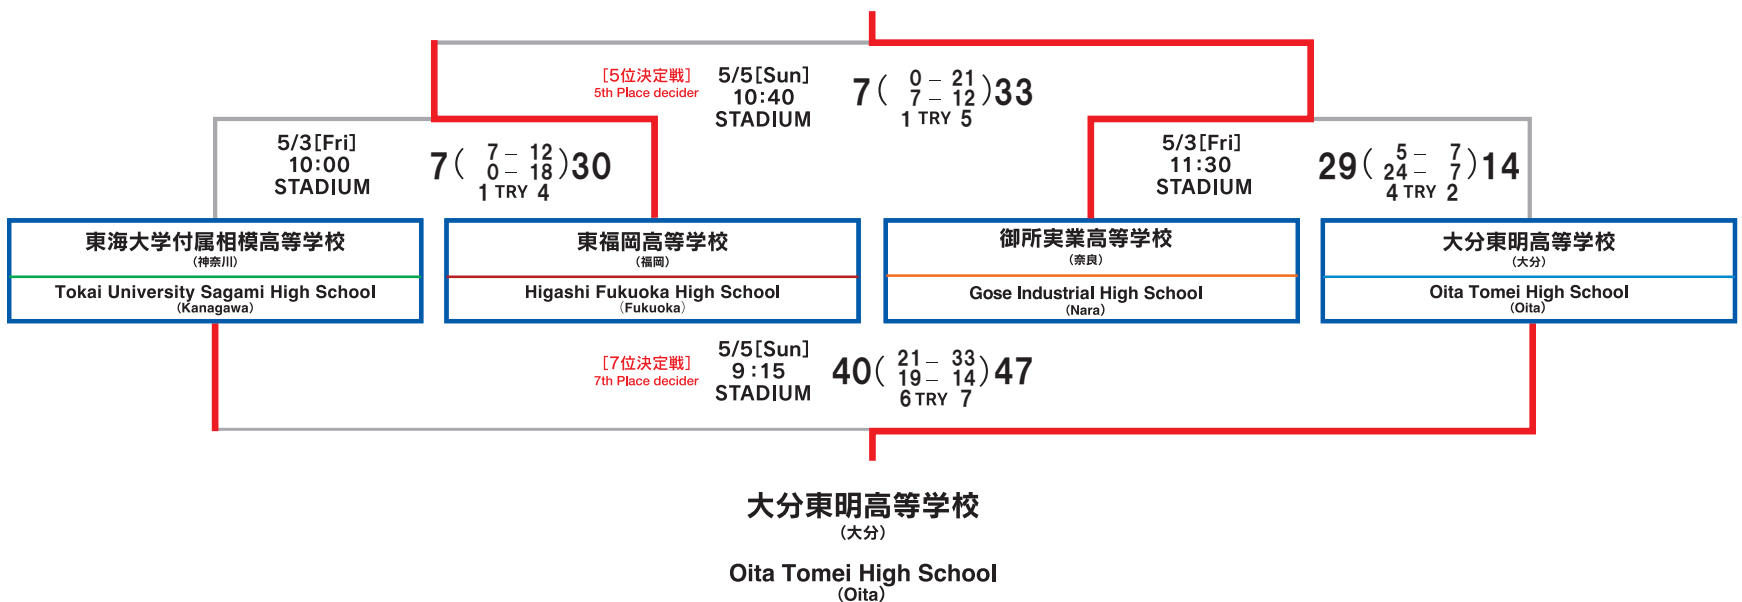 [5位決定戦]
5th Place decider
5/5[Sun]
10:40
STADIUM
7( 0 – 21 )33
7 – 12
1 TRY 5
5/3[Fri]
10:00
STADIUM
7( 7 – 12 )30
0 – 18
1 TRY 4
5/3[Fri]
11:30
STADIUM
29( 5 – 7 )14
24 – 7
4 TRY 2
東海大学付属相模高等学校
(神奈川)
Tokai University Sagami High School
(Kanagawa)
東福岡高等学校
(福岡)
Higashi Fukuoka High School
(Fukuoka)
御所実業高等学校
(奈良)
Gose Industrial High School
(Nara)
大分東明高等学校
(大分)
Oita Tomei High School
(Oita)
[7位決定戦]
7th Place decider
5/5[Sun]
9:15
STADIUM
40( 21 – 33 )47
19 – 14
6 TRY 7
大分東明高等学校
(大分)
Oita Tomei High School
(Oita)